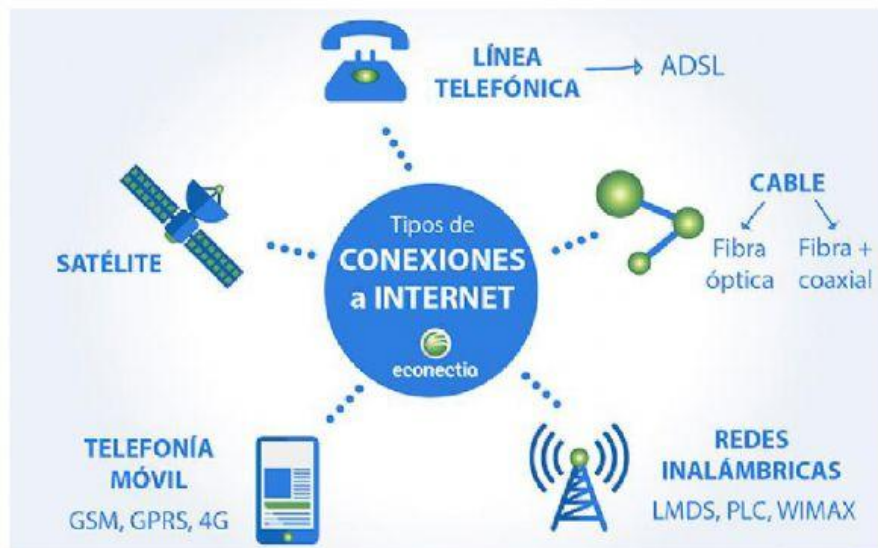 LÍNEA
TELEFÓNICA
ADSL
CABLE
Fibra
óptica
Fibra +
coaxial
SATÉLITE
Tipos de
CONEXIONES
a INTERNET
econectia
TELEFONÍA
MÓVIL
GSM, GPRS, 4G
REDES
INALÁMBRICAS
LMDS, PLC, WIMAX